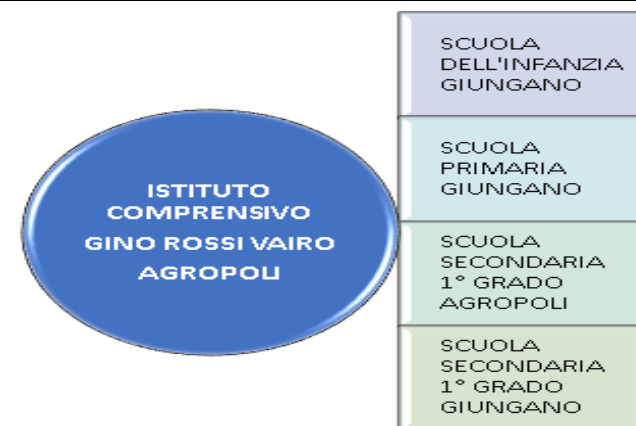 ISTITUTO
COMPRENSIVO
GINO ROSSI VAIRO
AGROPOLI
SCUOLA
DELL'INFANZIA
GIUNGANO
SCUOLA
PRIMARIA
GIUNGANO
SCUOLA
SECONDARIA
1° GRADO
AGROPOLI
SCUOLA
SECONDARIA
1° GRADO
GIUNGANO